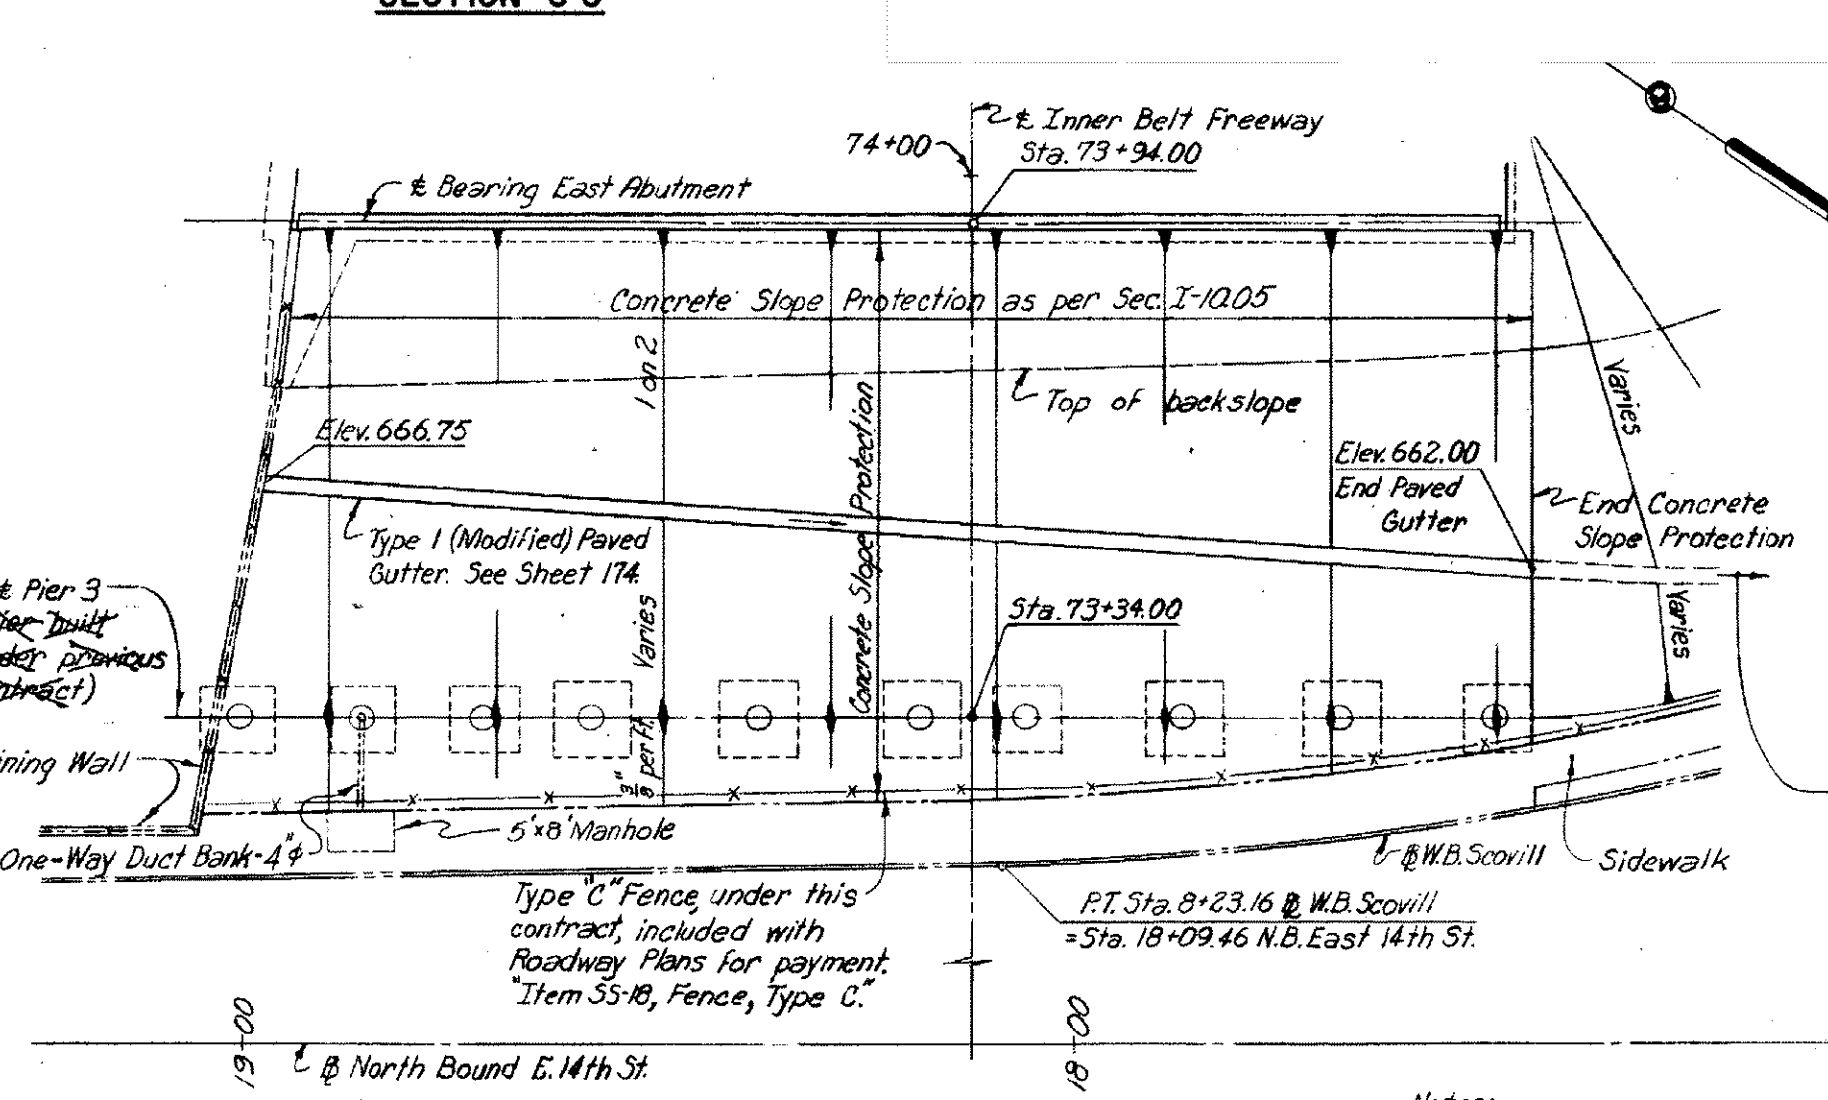 SECTION C-C
℄ Inner Belt Freeway
74+00
Sta. 73+94.00
℄ Bearing East Abutment
Concrete Slope Protection as per Sec. I-10.05
1 on 2
Top of backslope
Varies
Elev. 666.75
Concrete Slope Protection
Elev. 662.00
End Paved
Gutter
End Concrete
Slope Protection
Type 1 (Modified) Paved
Gutter. See Sheet 174.
℄ Pier 3
built
previous
Varies
Sta. 73+34.00
Varies
3/8" per Ft.
ning Wall
5'x8' Manhole
One-Way Duct Bank-4"ϕ
℄ W.B. Scovill
Sidewalk
Type "C" Fence, under this
contract, included with
Roadway Plans for payment.
"Item SS-18, Fence, Type C."
P.T. Sta. 8+23.16 ℄ W.B. Scovill
=Sta. 18+09.46 N.B. East 14th St.
19+00
18+00
℄ North Bound E. 14th St.